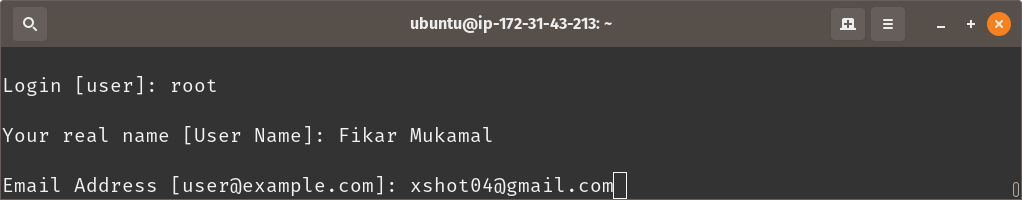 ubuntu@ip-172-31-43-213: ~
Login [user]: root
Your real name [User Name]: Fikar Mukamal
Email Address [user@example.com]: xshot04@gmail.com